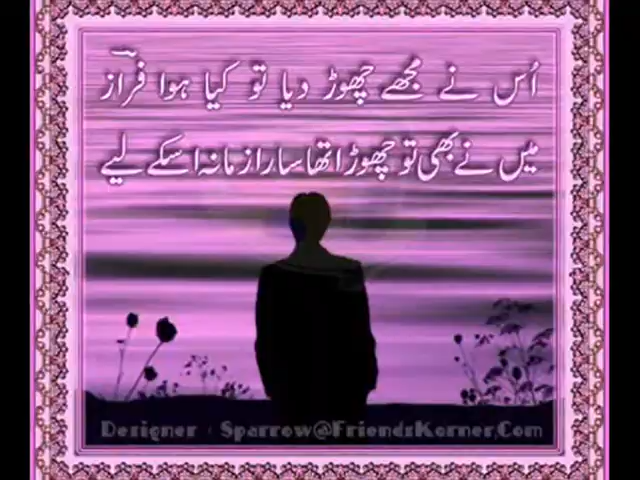 اُس نے مجھے چھوڑ دیا تو کیا ہوا فراؔز
میں نے بھی تو چھوڑا تھا سارا زمانہ اسکے لیے
Designer : Sparrow@FriendzKorner.Com